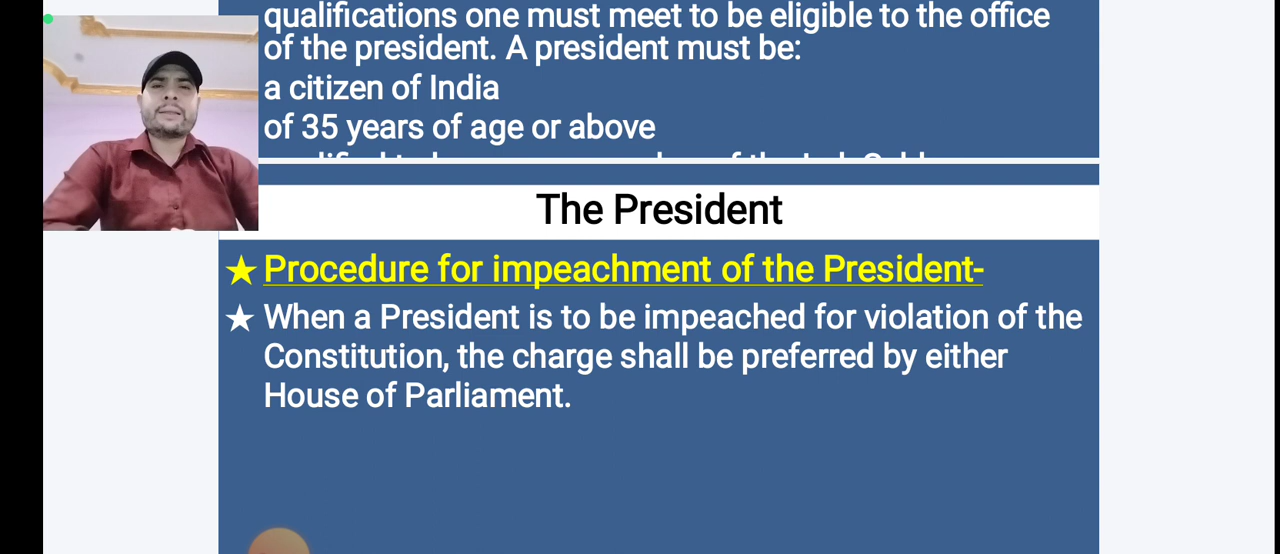 qualifications one must meet to be eligible to the office
of the president. A president must be:
a citizen of India
of 35 years of age or above
The President
★ Procedure for impeachment of the President-
★ When a President is to be impeached for violation of the
Constitution, the charge shall be preferred by either
House of Parliament.